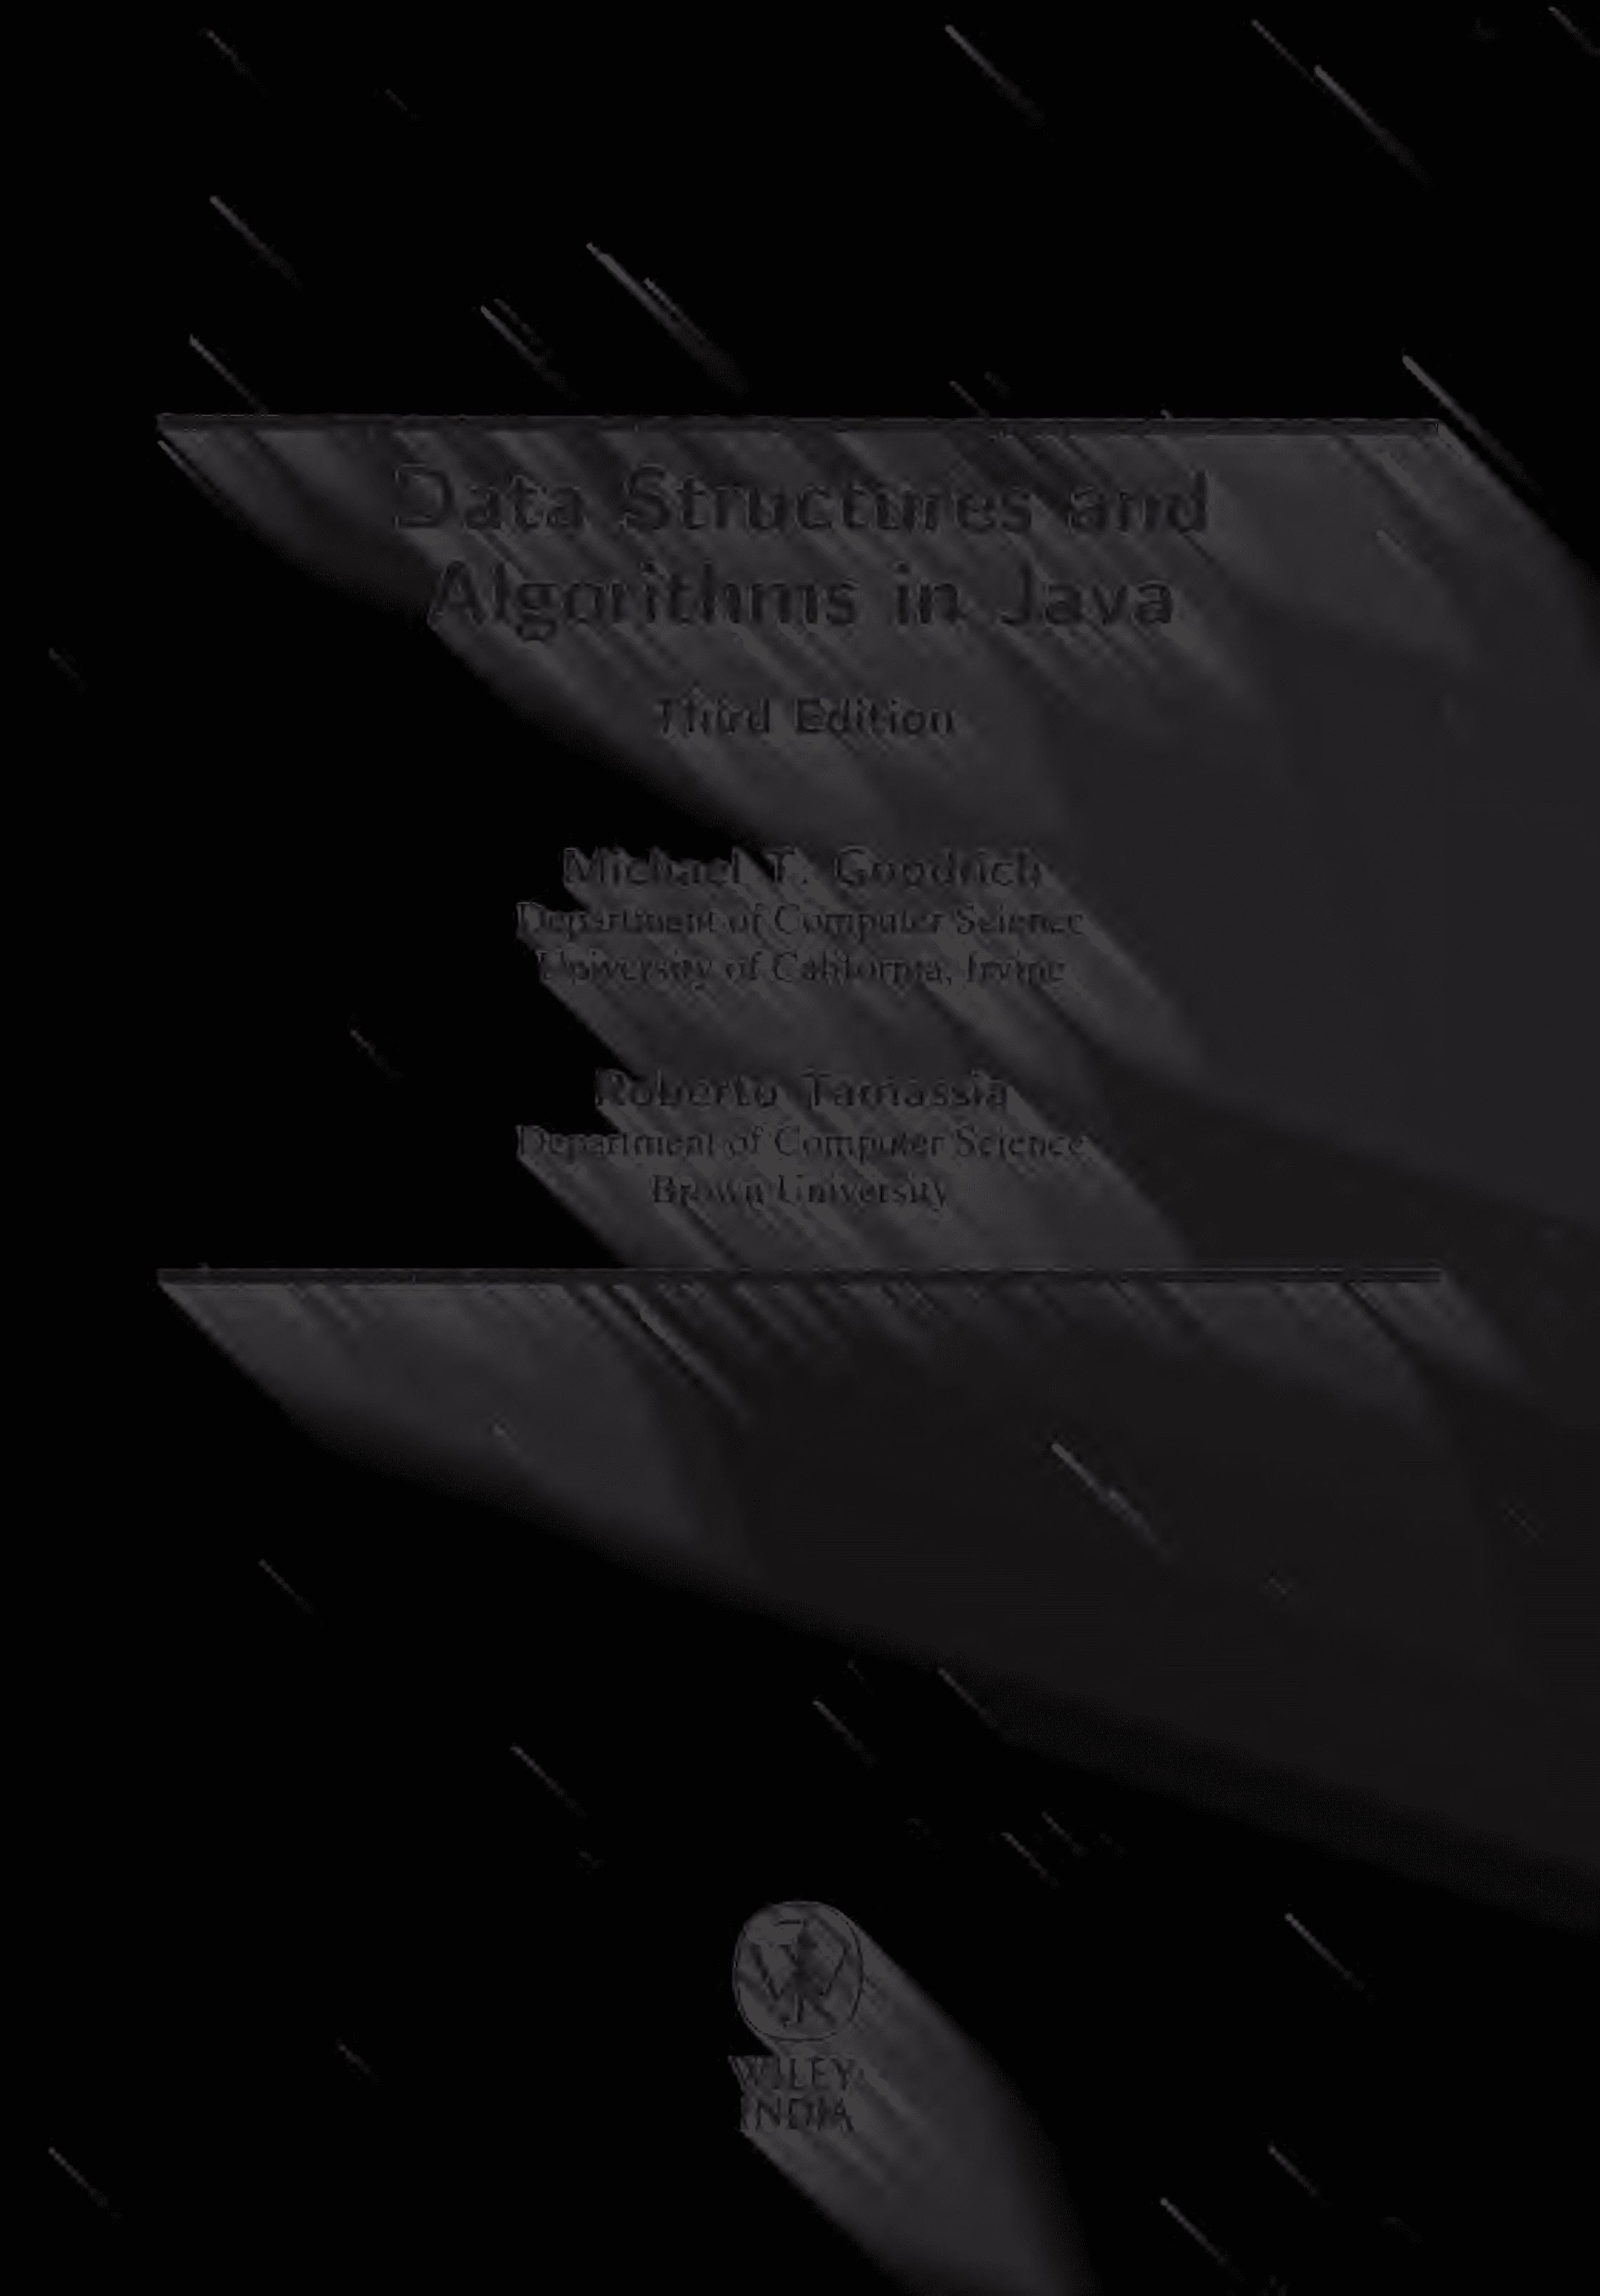 Data Structures and
Algorithms in Java
Third Edition
Michael T. Goodrich
Department of Computer Science
University of California, Irvine
Roberto Tamassia
Department of Computer Science
Brown University
WILEY
INDIA